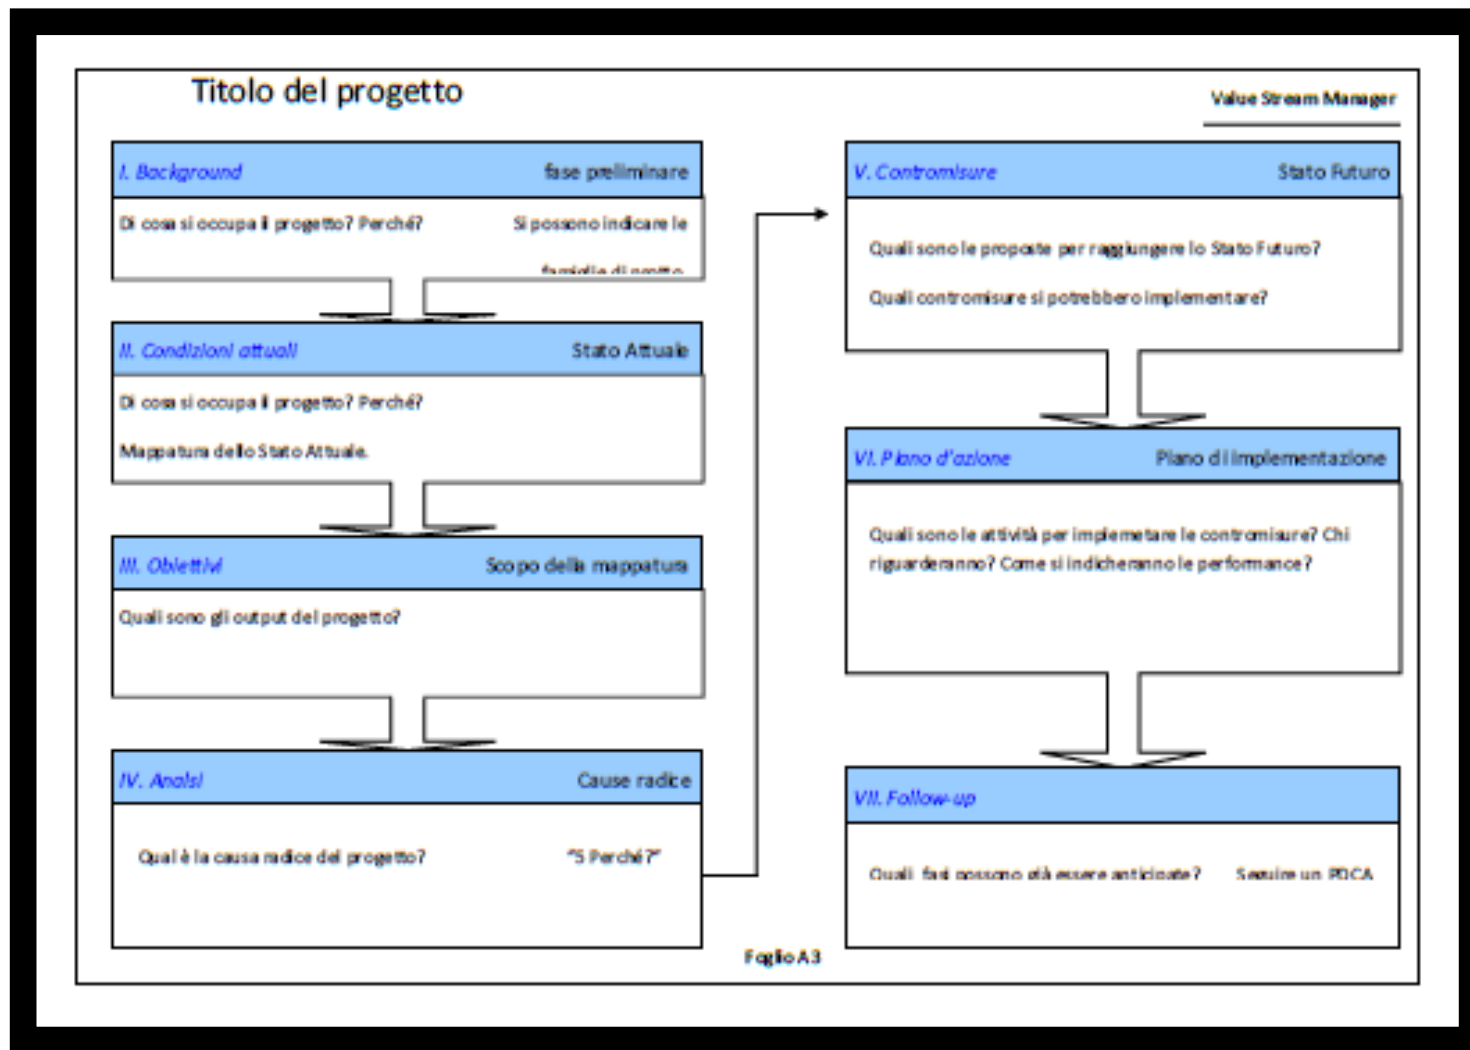 Titolo del progetto
Value Stream Manager
I. Background fase preliminare
Di cosa si occupa il progetto? Perché? Si possono indicare le
famiglie di
II. Condizioni attuali Stato Attuale
Di cosa si occupa il progetto? Perché?
Mappatura dello Stato Attuale.
III. Obiettivi Scopo della mappatura
Quali sono gli output del progetto?
IV. Analsi Cause radice
Qual è la causa radice del progetto? "5 Perché?"
V. Contromisure Stato Futuro
Quali sono le proposte per raggiungere lo Stato Futuro?
Quali contromisure si potrebbero implementare?
VI. Piano d'azione Piano di Implementazione
Quali sono le attività per implemetare le contromisure? Chi
riguarderanno? Come si indicheranno le performance?
VII. Follow-up
Quali fasi possono già essere anticipate? Seguire un PDCA
Foglio A3